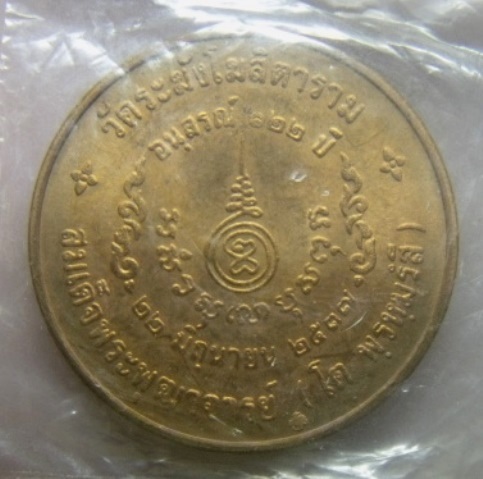 วัดระฆังโฆสิตาราม
อนุสรณ์ ๑๒๒ ปี
๒๒ มิถุนายน ๒๕๓๗
สมเด็จพระพุฒาจารย์ (โต พฺรหฺมรํสี)